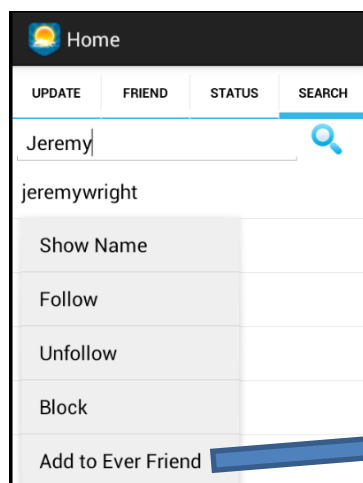 Home
UPDATE FRIEND STATUS SEARCH
Jeremy
jeremywright
Show Name
Follow
Unfollow
Block
Add to Ever Friend